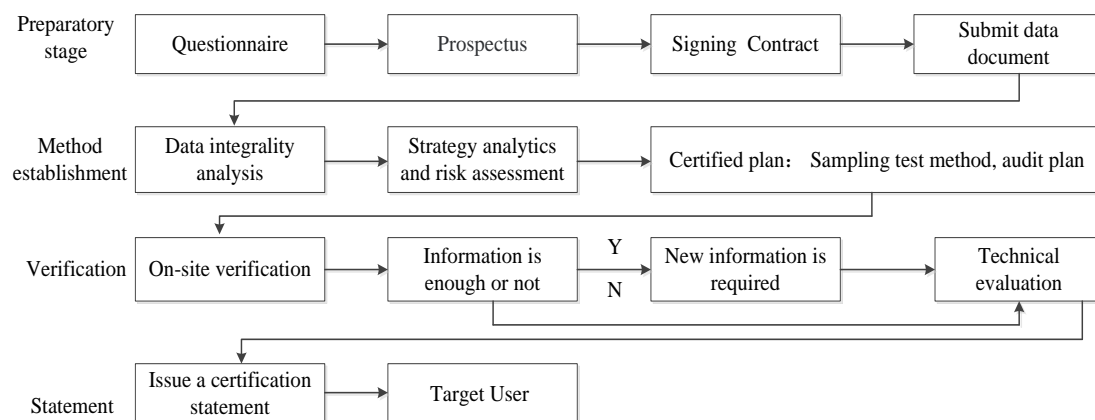 Preparatory
stage
Questionnaire
Prospectus
Signing Contract
Submit data
document
Method
establishment
Data integrality
analysis
Strategy analytics
and risk assessment
Certified plan： Sampling test method, audit plan
Verification
On-site verification
Information is
enough or not
Y
N
New information is
required
Technical
evaluation
Statement
Issue a certification
statement
Target User